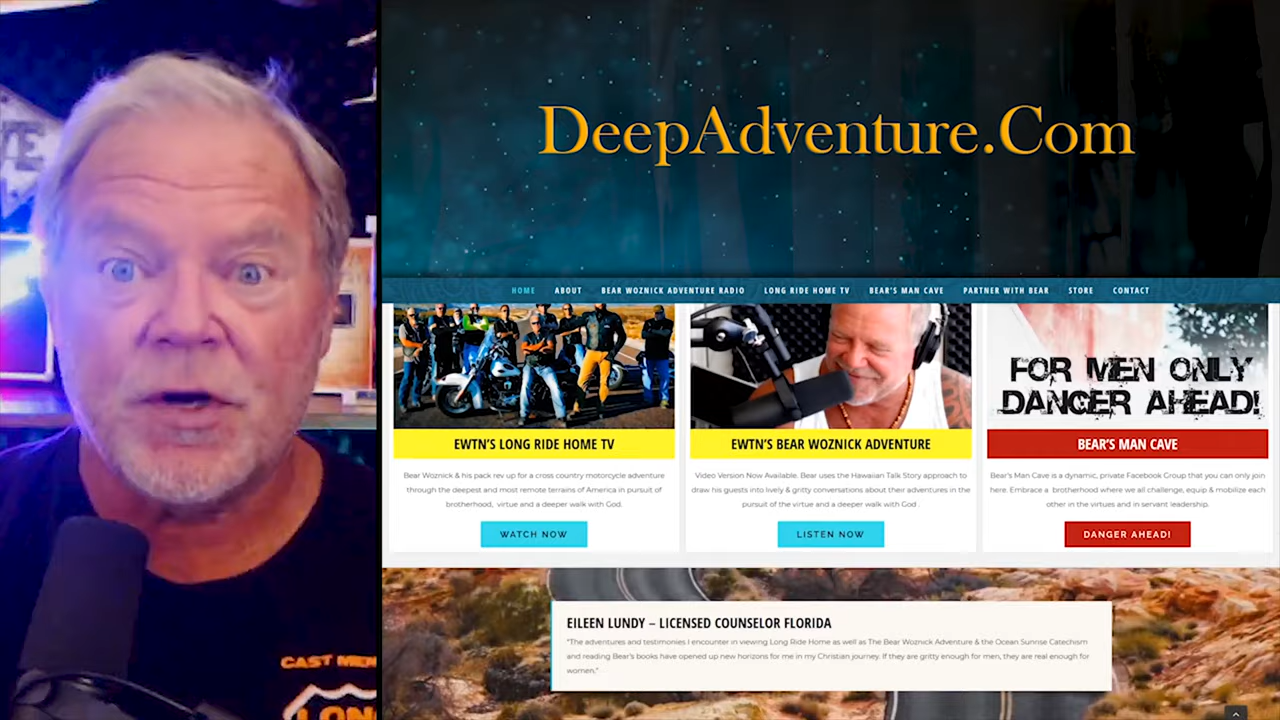 DeepAdventure.Com
HOME ABOUT BEAR WOZNICK ADVENTURE RADIO LONG RIDE HOME TV BEAR'S MAN CAVE PARTNER WITH BEAR STORE CONTACT
FOR MEN ONLY
DANGER AHEAD!
EWTN'S LONG RIDE HOME TV
Bear Woznick & his pack rev up for a cross country motorcycle adventure
through the deepest and most remote terrains of America in pursuit of
brotherhood, virtue and a deeper walk with God.
WATCH NOW
EWTN'S BEAR WOZNICK ADVENTURE
Video Version Now Available. Bear uses the Hawaiian Talk Story approach to
draw his guests into lively & gritty conversations about their adventures in the
pursuit of the virtue and a deeper walk with God .
LISTEN NOW
BEAR'S MAN CAVE
Bear's Man Cave is a dynamic, private Facebook Group that you can only join
here. Embrace a brotherhood where we all challenge, equip & mobilize each
other in the virtues and in servant leadership.
DANGER AHEAD!
EILEEN LUNDY – LICENSED COUNSELOR FLORIDA
"The adventures and testimonies I encounter in viewing Long Ride Home as well as The Bear Woznick Adventure & the Ocean Sunrise Catechism
and reading Bear's books have opened up new horizons for me in my Christian journey. If they are gritty enough for men, they are real enough for
women."
CAST MEM
LON